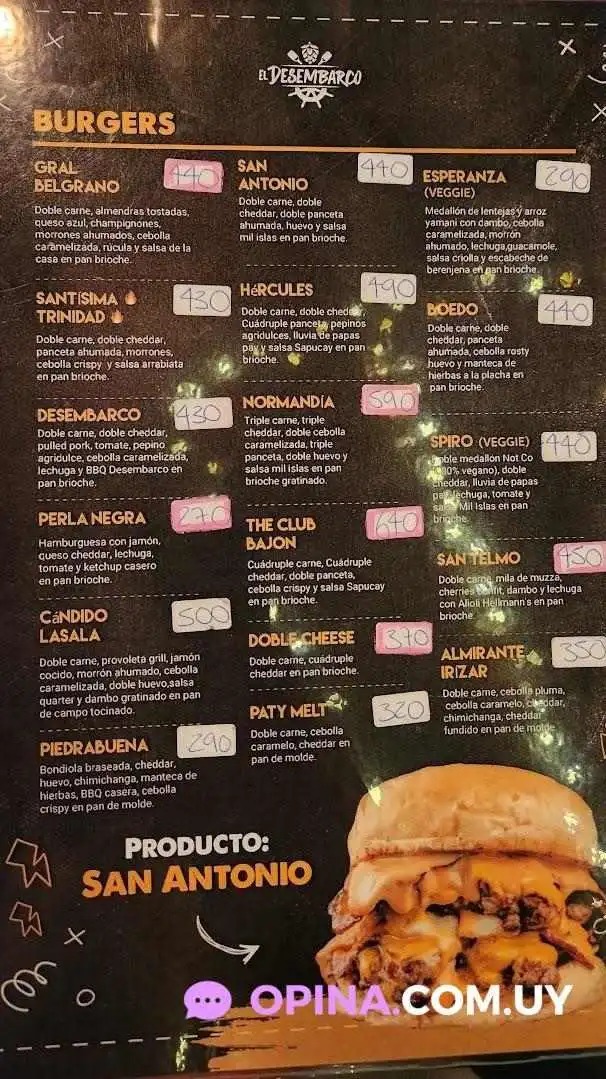 EL DESEMBARCO
BURGERS
GRAL BELGRANO
440
Doble carne, almendras tostadas,
queso azul, champignónes,
morrones ahumados, cebolla
caramelizada, rúcula y salsa de la
casa en pan brioche.
SANTÍSIMA
TRINIDAD
430
Doble carne, doble cheddar,
panceta ahumada, morrones,
cebolla crispy y salsa arrabiata
en pan brioche.
DESEMBARCO
430
Doble carne, doble cheddar,
pulled pork, tomate, pepino
agridulce, cebolla caramelizada,
lechuga y BBQ Desembarco en
pan brioche.
PERLA NEGRA
270
Hamburguesa con jamón,
queso cheddar, lechuga,
tomate y ketchup casero
en pan brioche.
CÁNDIDO
LASALA
500
Doble carne, provoleta grill, jamón
cocido, morrón ahumado, cebolla
caramelizada, doble huevo,salsa
quarter y dambo gratinado en pan
de campo tocinado.
PIEDRABUENA
290
Bondiola braseada, cheddar,
huevo, chimichanga, manteca de
hierbas, BBQ casera, cebolla
crispy en pan de molde.
SAN
ANTONIO
440
Doble carne, doble
cheddar, doble panceta
ahumada, huevo y salsa
mil islas en pan brioche.
HéRCULES
490
Doble carne, doble cheddar,
Cuádruple panceta, pepinos
agridulces, lluvia de papas
pay y salsa Sapucay en pan
brioche.
NORMANDÍA
590
Triple carne, triple
cheddar, doble cebolla
caramelizada, triple
panceta, doble huevo y
salsa mil islas en pan
brioche gratinado.
THE CLUB
BAJON
640
Cuádruple carne, Cuádruple
cheddar, doble panceta,
cebolla crispy y salsa Sapucay
en pan brioche.
DOBLE CHEESE
370
Doble carne, cuádruple
cheddar en pan brioche.
PATY MELT
320
Doble carne, cebolla
caramelo, cheddar en
pan de molde.
ESPERANZA
(VEGGIE)
290
Medallón de lentejas y arroz
yamani con dambo, cebolla
caramelizada, morrón
ahumado, lechuga,guacamole,
salsa criolla y escabeche de
berenjena en pan brioche.
BOEDO
440
Doble carne, doble
cheddar, panceta
ahumada, cebolla rosty
huevo y manteca de
hierbas a la placha en
pan brioche.
SPIRO (VEGGIE)
440
Doble medallon Not Co
(100% vegano), doble
cheddar, lluvia de papas
pay, lechuga, tomate y
salsa Mil Islas en pan
brioche.
SAN TELMO
450
Doble carne, mila de muzza,
cherries confit, dambo y lechuga
con Alioli Hellmann's en pan
brioche.
ALMIRANTE
IRÍZAR
350
Doble carne, cebolla pluma,
cebolla caramelo, cheddar,
chimichanga, cheddar
fundido en pan de molde
PRODUCTO:
SAN ANTONIO
OPINA.COM.UY